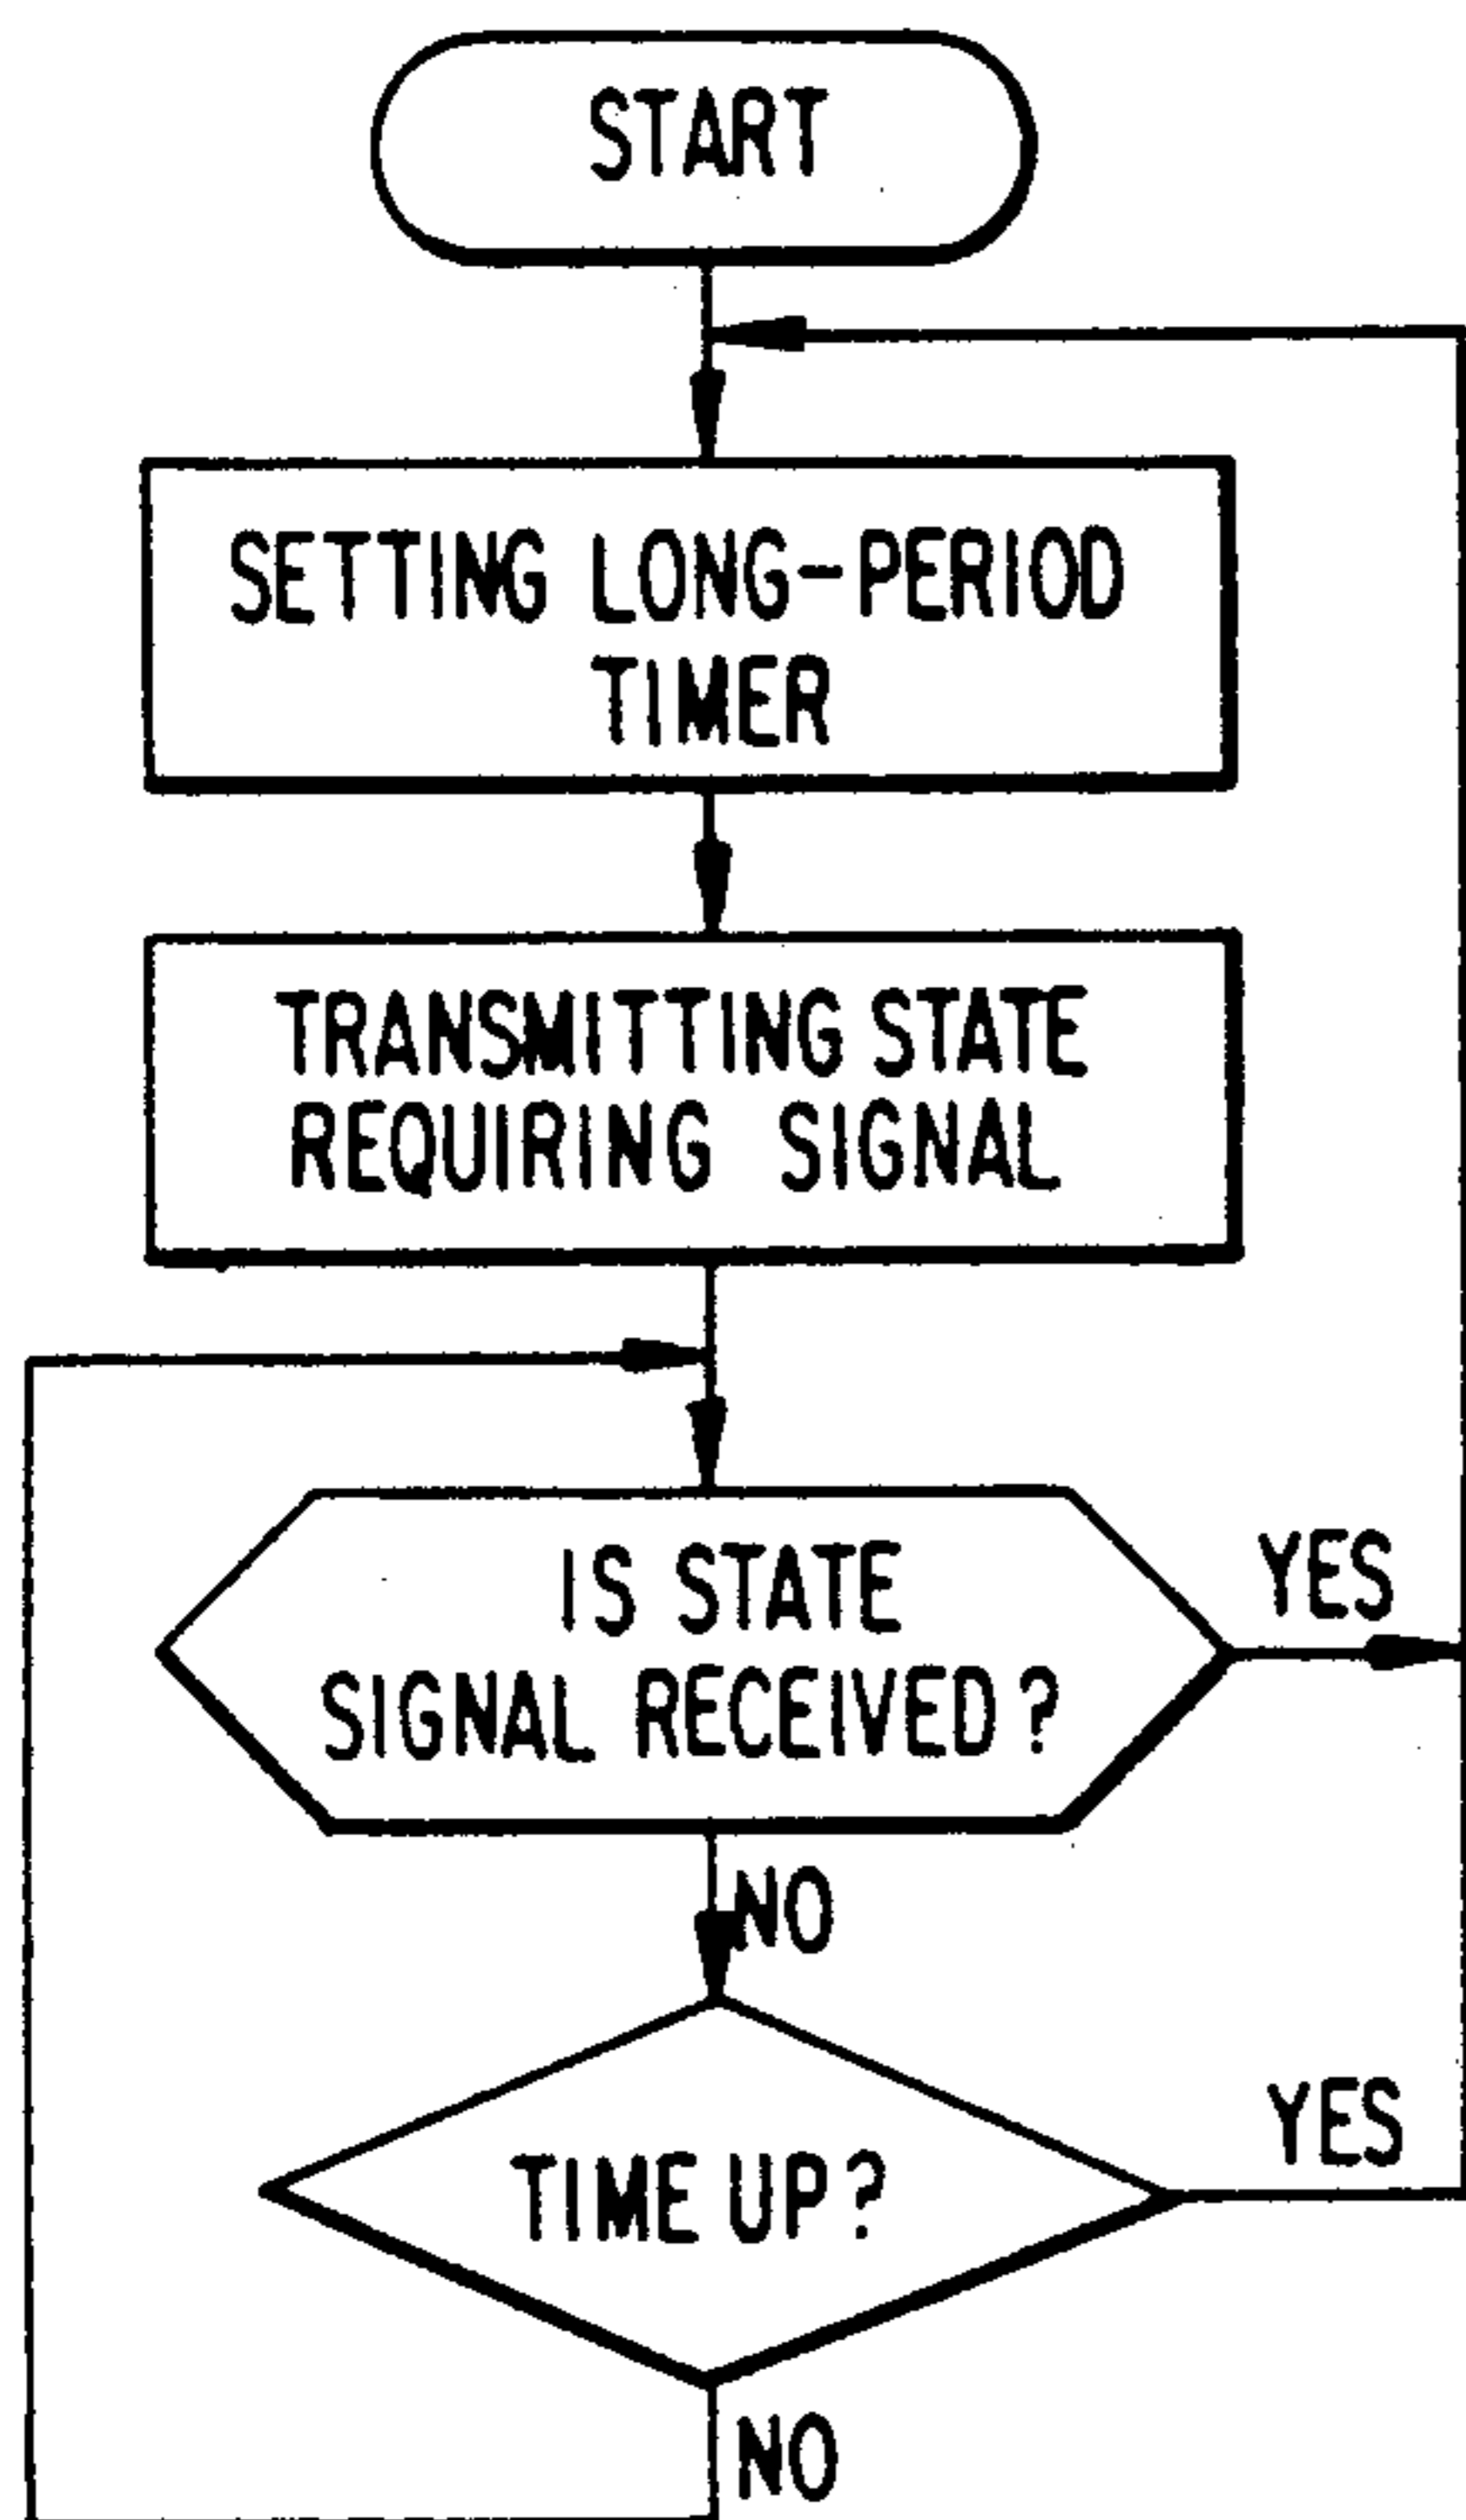 START
SETTING LONG-PERIOD
TIMER
TRANSMITTING STATE
REQUIRING SIGNAL
IS STATE
SIGNAL RECEIVED?
YES
NO
TIME UP?
YES
NO